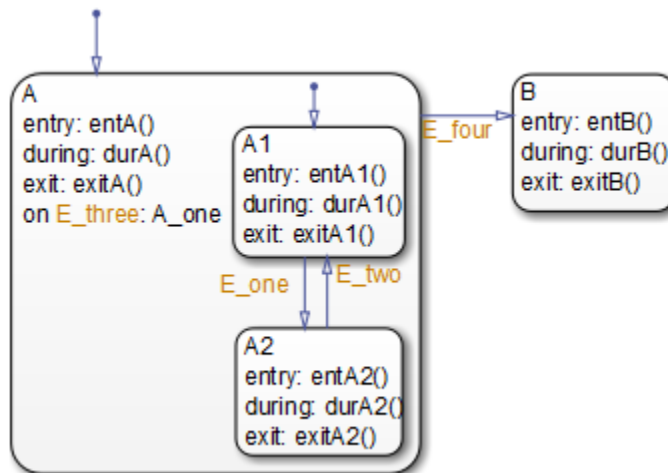 A
entry: entA()
during: durA()
exit: exitA()
on E_three: A_one
A1
entry: entA1()
during: durA1()
exit: exitA1()
E_one
E_two
A2
entry: entA2()
during: durA2()
exit: exitA2()
E_four
B
entry: entB()
during: durB()
exit: exitB()